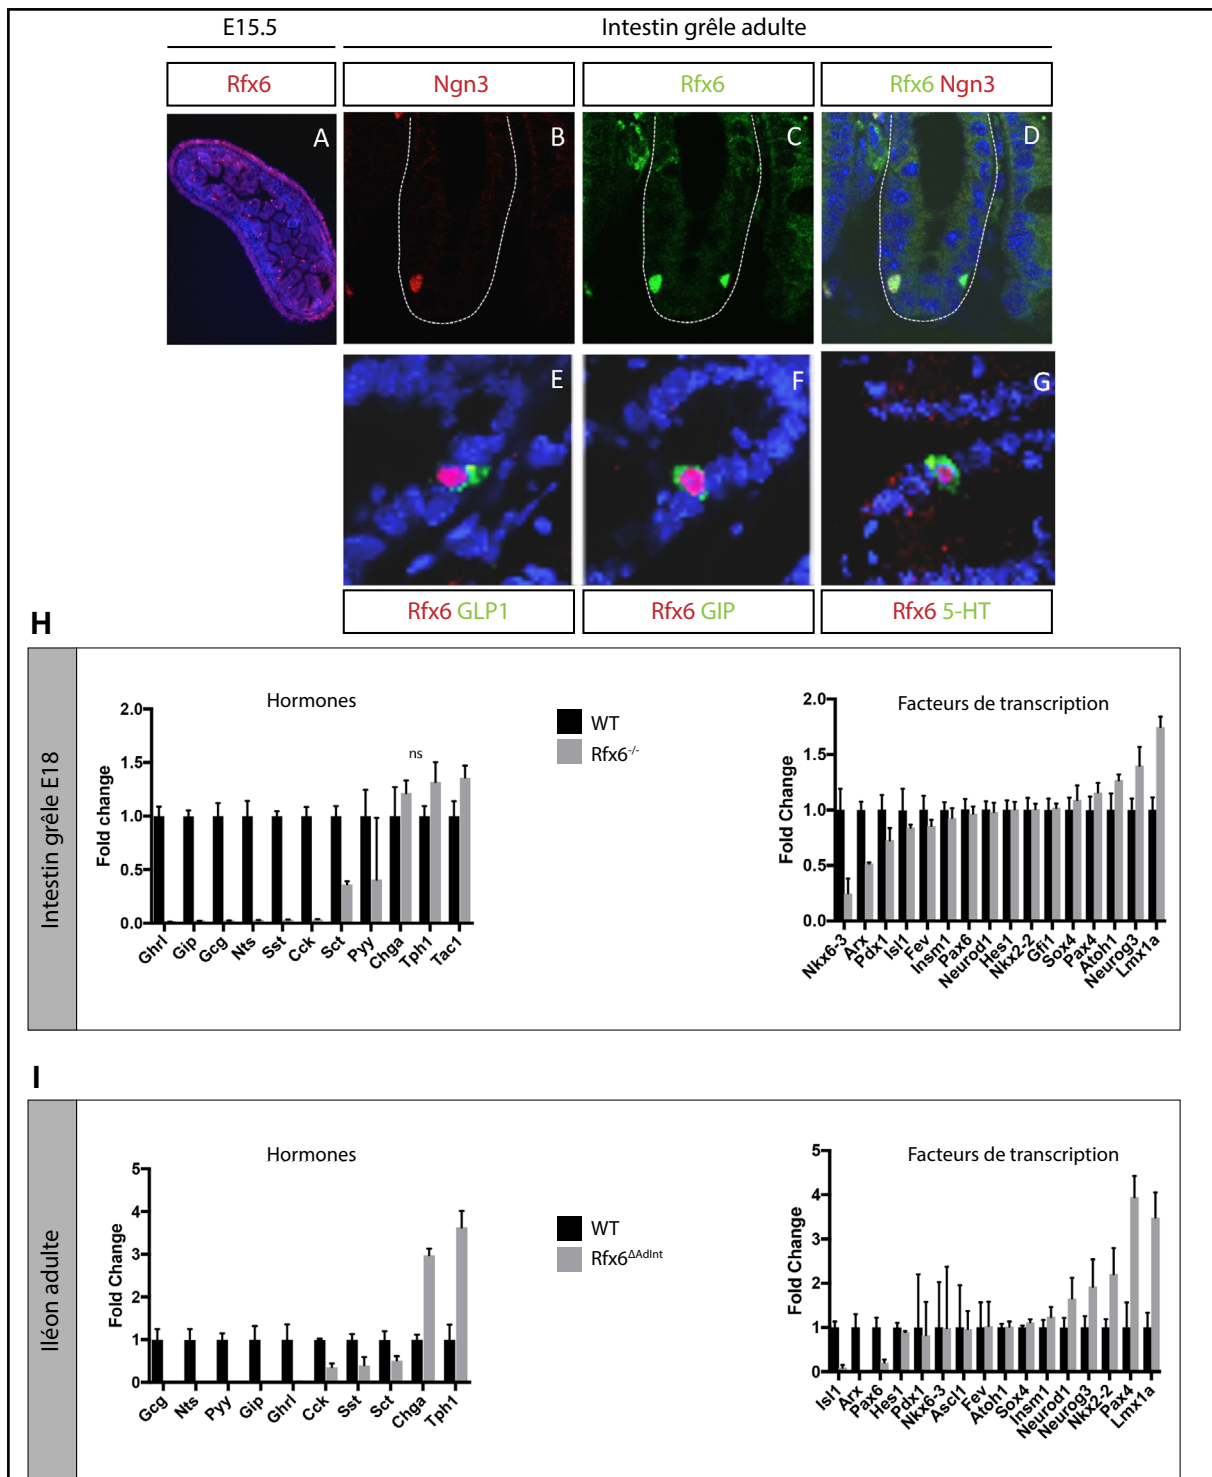 E15.5 Intestin grêle adulte
Rfx6 Ngn3 Rfx6 Rfx6 Ngn3
A B C D
E F G
Rfx6 GLP1 Rfx6 GIP Rfx6 5-HT
H
Intestin grêle E18
Hormones
Fold change
2.0
1.5
1.0
0.5
0.0
ns
Ghrl Gip Gcg Nts Sst Cck Sct Pyy Chga Tph1 Tac1
WT
Rfx6-/-
Facteurs de transcription
Fold Change
2.0
1.5
1.0
0.5
0.0
Nkx6-3 Arx Pdx1 Isl1 Fev Insm1 Pax6 Neurod1 Hes1 Nkx2-2 Gfi1 Sox4 Pax4 Atoh1 Neurog3 Lmx1a
I
Iléon adulte
Hormones
Fold Change
5
4
3
2
1
0
Gcg Nts Pyy Gip Ghrl Cck Sst Sct Chga Tph1
WT
Rfx6ΔAdInt
Facteurs de transcription
Fold Change
5
4
3
2
1
0
Isl1 Arx Pax6 Hes1 Pdx1 Nkx6-3 Ascl1 Fev Atoh1 Sox4 Insm1 Neurod1 Neurog3 Nkx2-2 Pax4 Lmx1a